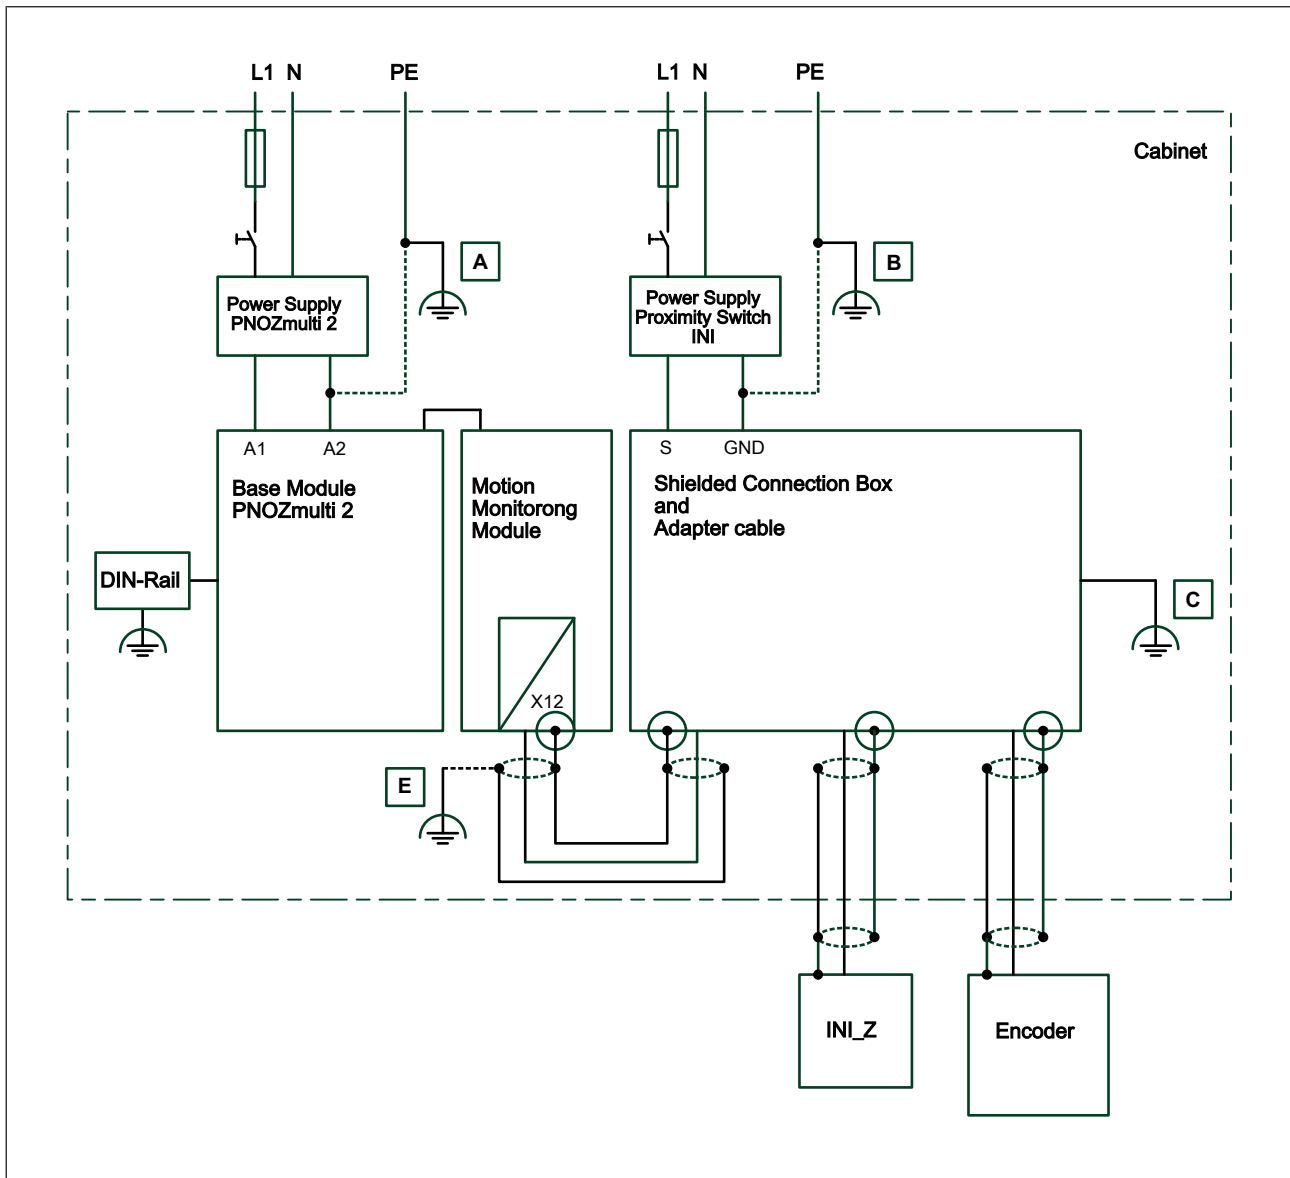 L1 N
PE
L1 N
PE
Cabinet
A
B
Power Supply
PNOZmulti 2
Power Supply
Proximity Switch
INI
A1
A2
S
GND
Base Module
PNOZmulti 2
Motion
Monitorong
Module
Shielded Connection Box
and
Adapter cable
DIN-Rail
C
X12
E
INI_Z
Encoder